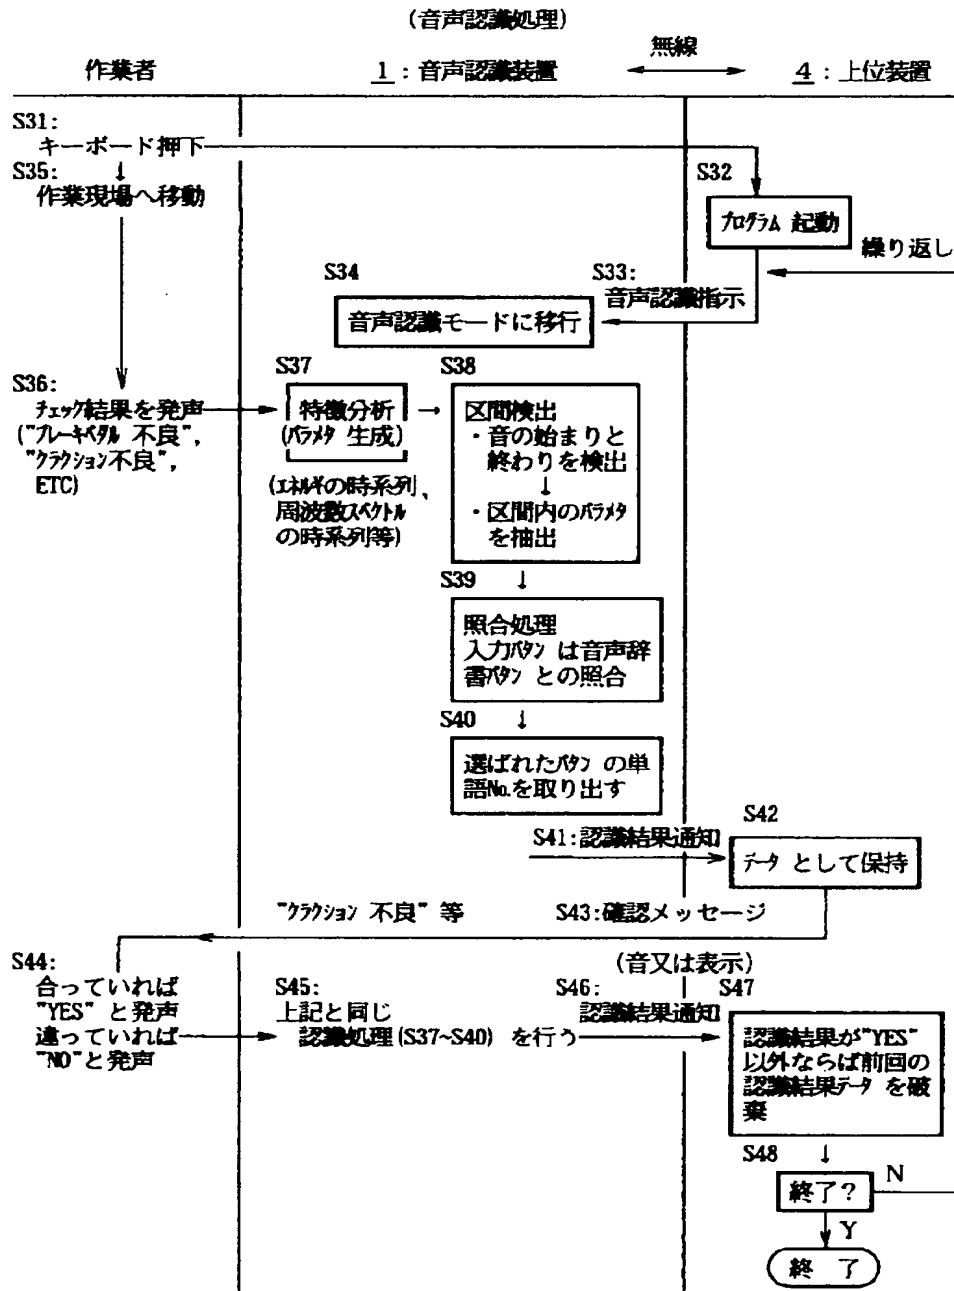 (音声認識処理)
作業者
1:音声認識装置
無線
4:上位装置
S31:
キーボード押下
S35:
作業現場へ移動
S32
プログラム 起動
繰り返し
S34
音声認識モードに移行
S33:
音声認識指示
S36:
チェック結果を発声
("ブレーキペダル 不良",
"クラクション不良",
ETC)
S37
特徴分析
(パラメタ 生成)
(エネルギの時系列、
周波数スペクトル
の時系列等)
S38
区間検出
・音の始まりと
終わりを検出
・区間内のパラメタ
を抽出
S39
照合処理
入力パタン は音声辞
書パタン との照合
S40
選ばれたパタン の単
語No.を取り出す
S41:認識結果通知
S42
データ として保持
"クラクション 不良" 等
S43:確認メッセージ
(音又は表示)
S44:
合っていれば
"YES" と発声
違っていれば
"NO"と発声
S45:
上記と同じ
認識処理(S37~S40) を行う
S46:
認識結果通知
S47
認識結果が"YES"
以外ならば前回の
認識結果データ を破
棄
S48
終了?
N
Y
終 了